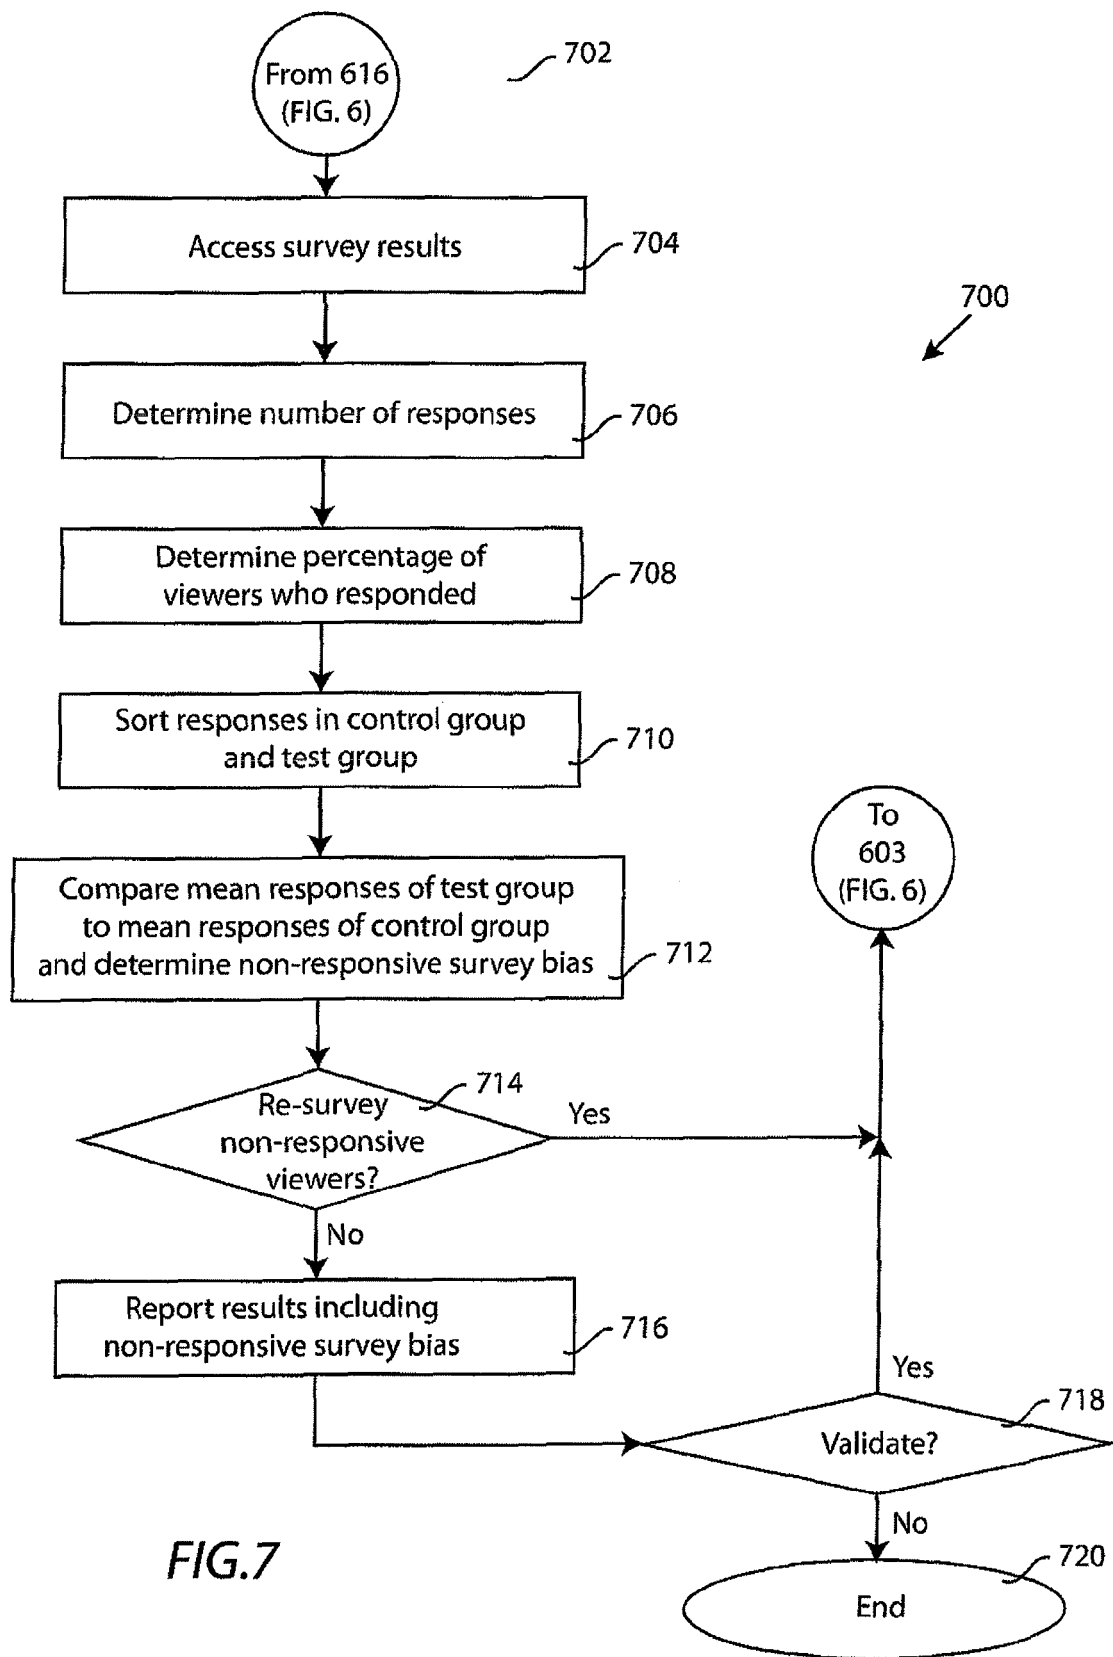 From 616
(FIG. 6)
702
Access survey results
704
700
Determine number of responses
706
Determine percentage of
viewers who responded
708
Sort responses in control group
and test group
710
To
603
(FIG. 6)
Compare mean responses of test group
to mean responses of control group
and determine non-responsive survey bias
712
714
Re-survey
non-responsive
viewers?
Yes
No
Report results including
non-responsive survey bias
716
Yes
718
Validate?
No
FIG.7
720
End